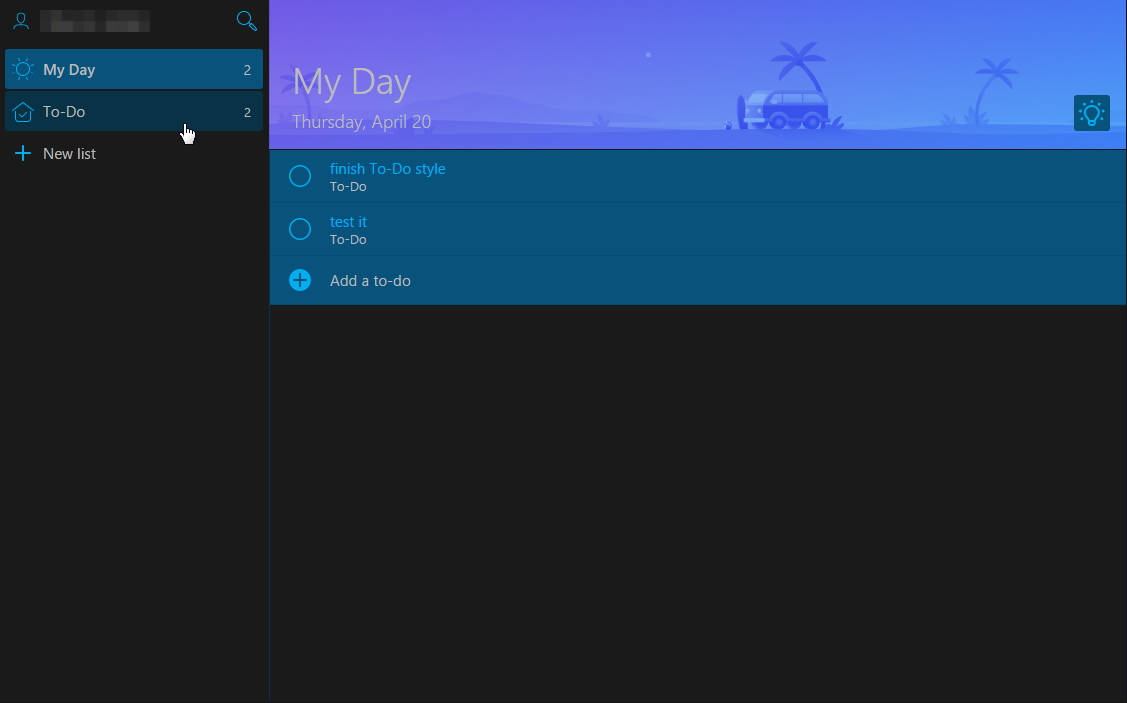 My Day 2
To-Do 2
New list
My Day
Thursday, April 20
finish To-Do style
To-Do
test it
To-Do
Add a to-do